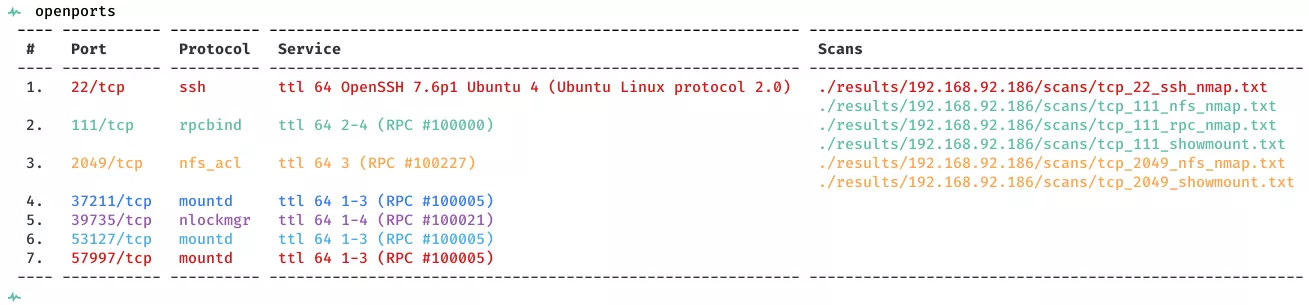 openports
---- ----------- ---------- ----------------------------------------------------------- -------------------------------------------------------
# Port Protocol Service Scans
---- ----------- ---------- ----------------------------------------------------------- -------------------------------------------------------
1. 22/tcp ssh ttl 64 OpenSSH 7.6p1 Ubuntu 4 (Ubuntu Linux protocol 2.0) ./results/192.168.92.186/scans/tcp_22_ssh_nmap.txt
./results/192.168.92.186/scans/tcp_111_nfs_nmap.txt
2. 111/tcp rpcbind ttl 64 2-4 (RPC #100000) ./results/192.168.92.186/scans/tcp_111_rpc_nmap.txt
./results/192.168.92.186/scans/tcp_111_showmount.txt
3. 2049/tcp nfs_acl ttl 64 3 (RPC #100227) ./results/192.168.92.186/scans/tcp_2049_nfs_nmap.txt
./results/192.168.92.186/scans/tcp_2049_showmount.txt
4. 37211/tcp mountd ttl 64 1-3 (RPC #100005)
5. 39735/tcp nlockmgr ttl 64 1-4 (RPC #100021)
6. 53127/tcp mountd ttl 64 1-3 (RPC #100005)
7. 57997/tcp mountd ttl 64 1-3 (RPC #100005)
---- ----------- ---------- ----------------------------------------------------------- -------------------------------------------------------